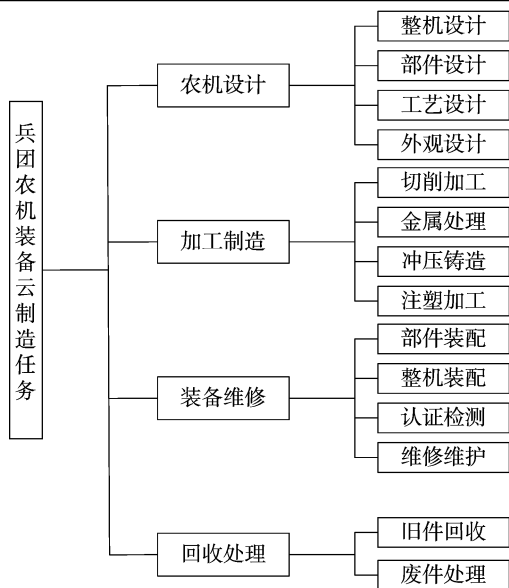 兵团农机装备云制造任务
农机设计
整机设计
部件设计
工艺设计
外观设计
加工制造
切削加工
金属处理
冲压铸造
注塑加工
装备维修
部件装配
整机装配
认证检测
维修维护
回收处理
旧件回收
废件处理